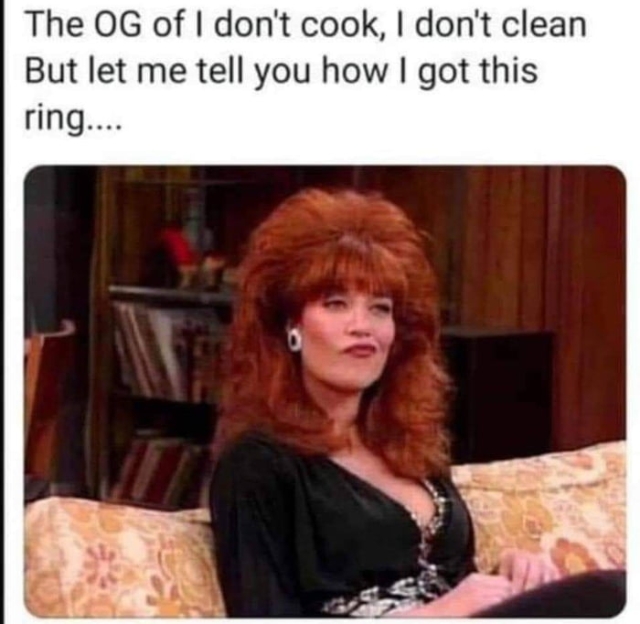 The OG of I don't cook, I don't clean
But let me tell you how I got this
ring....